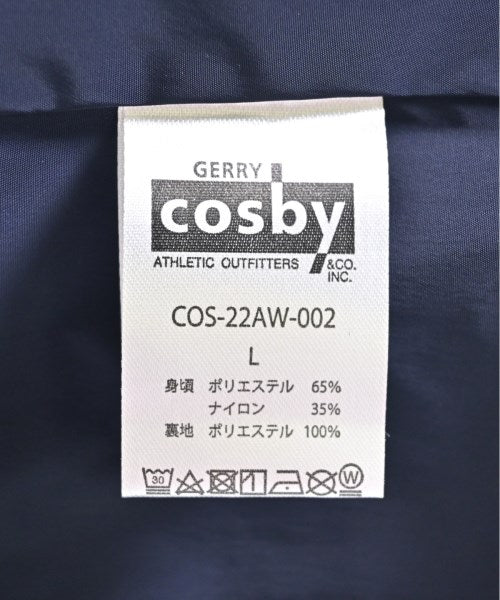 GERRY
cosby
ATHLETIC OUTFITTERS &CO.
INC.
COS-22AW-002
L
身頃 ポリエステル 65%
ナイロン 35%
裏地 ポリエステル 100%
30 W